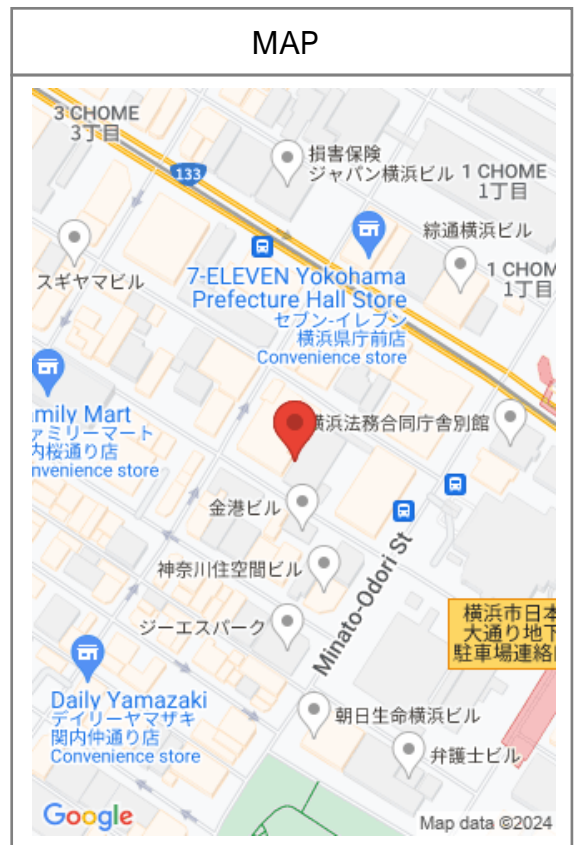 MAP
3 CHOME
3丁目
133
損害保険
ジャパン横浜ビル
1 CHOME
1丁目
綜通横浜ビル
スギヤマビル
7-ELEVEN Yokohama
Prefecture Hall Store
セブン-イレブン
横浜県庁前店
Convenience store
1 CHOM
1丁目
mily Mart
ァミリーマート
内桜通り店
nvenience store
横浜法務合同庁舎別館
金港ビル
神奈川住空間ビル
Minato-Odori St
ジーエスパーク
横浜市日本
大通り地下
駐車場連絡
Daily Yamazaki
デイリーヤマザキ
関内仲通り店
Convenience store
朝日生命横浜ビル
弁護士ビル
Google
Map data ©2024